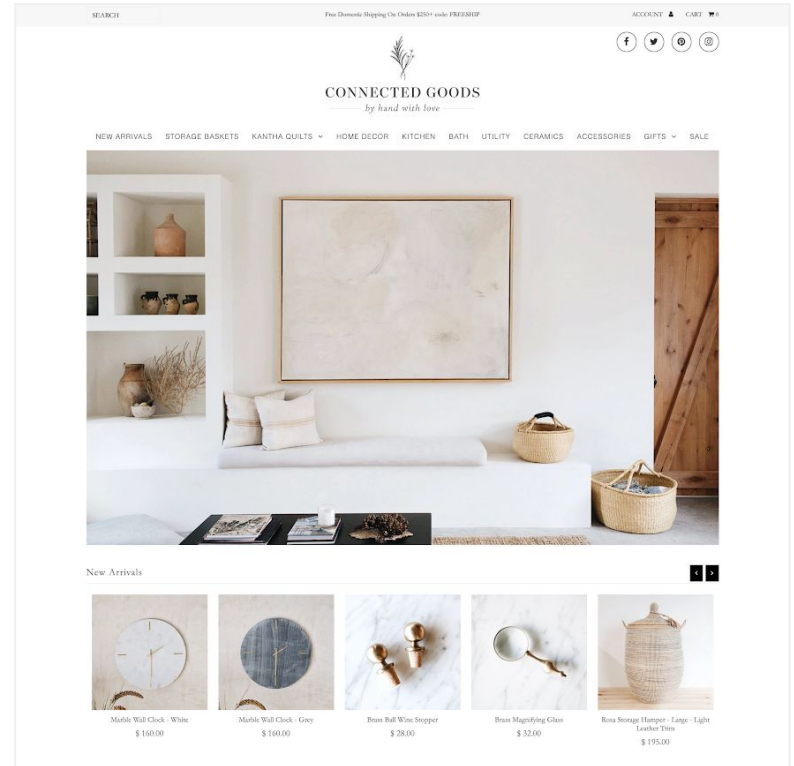 SEARCH
Free Domestic Shipping On Orders $250+ code: FREESHIP
ACCOUNT CART 0
CONNECTED GOODS
by hand with love
NEW ARRIVALS STORAGE BASKETS KANTHA QUILTS HOME DECOR KITCHEN BATH UTILITY CERAMICS ACCESSORIES GIFTS SALE
New Arrivals
Marble Wall Clock - White
$ 160.00
Marble Wall Clock - Grey
$ 160.00
Brass Ball Wine Stopper
$ 28.00
Brass Magnifying Glass
$ 32.00
Rosa Storage Hamper - Large - Light
Leather Trim
$ 195.00